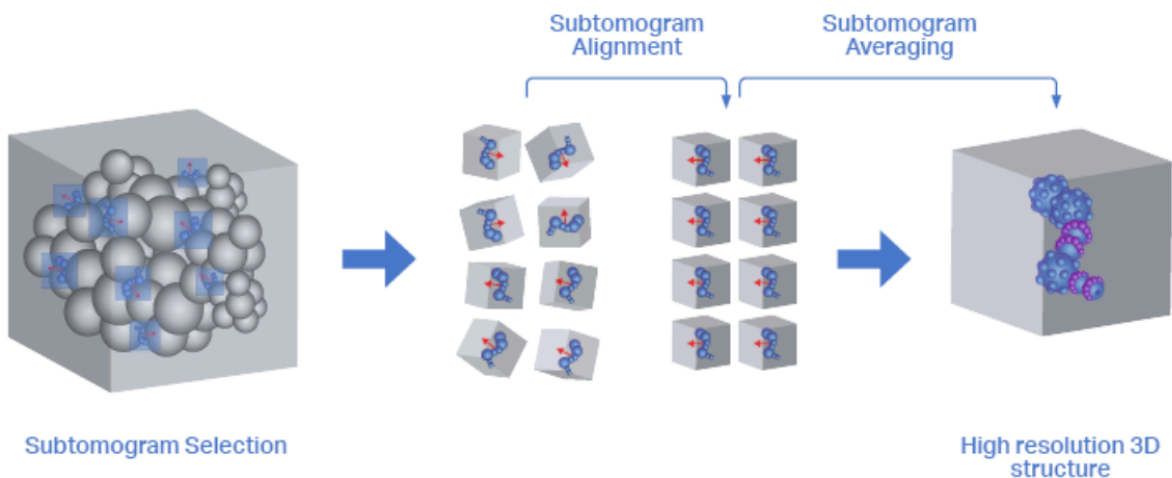 Subtomogram
Alignment
Subtomogram
Averaging
Subtomogram Selection
High resolution 3D
structure